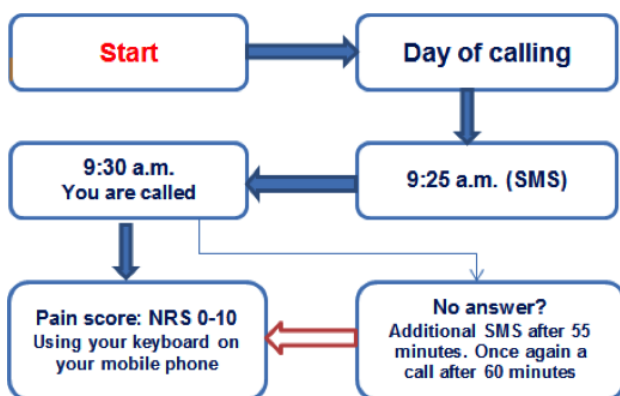 Start
Day of calling
9:30 a.m.
You are called
9:25 a.m. (SMS)
Pain score: NRS 0-10
Using your keyboard on
your mobile phone
No answer?
Additional SMS after 55
minutes. Once again a
call after 60 minutes